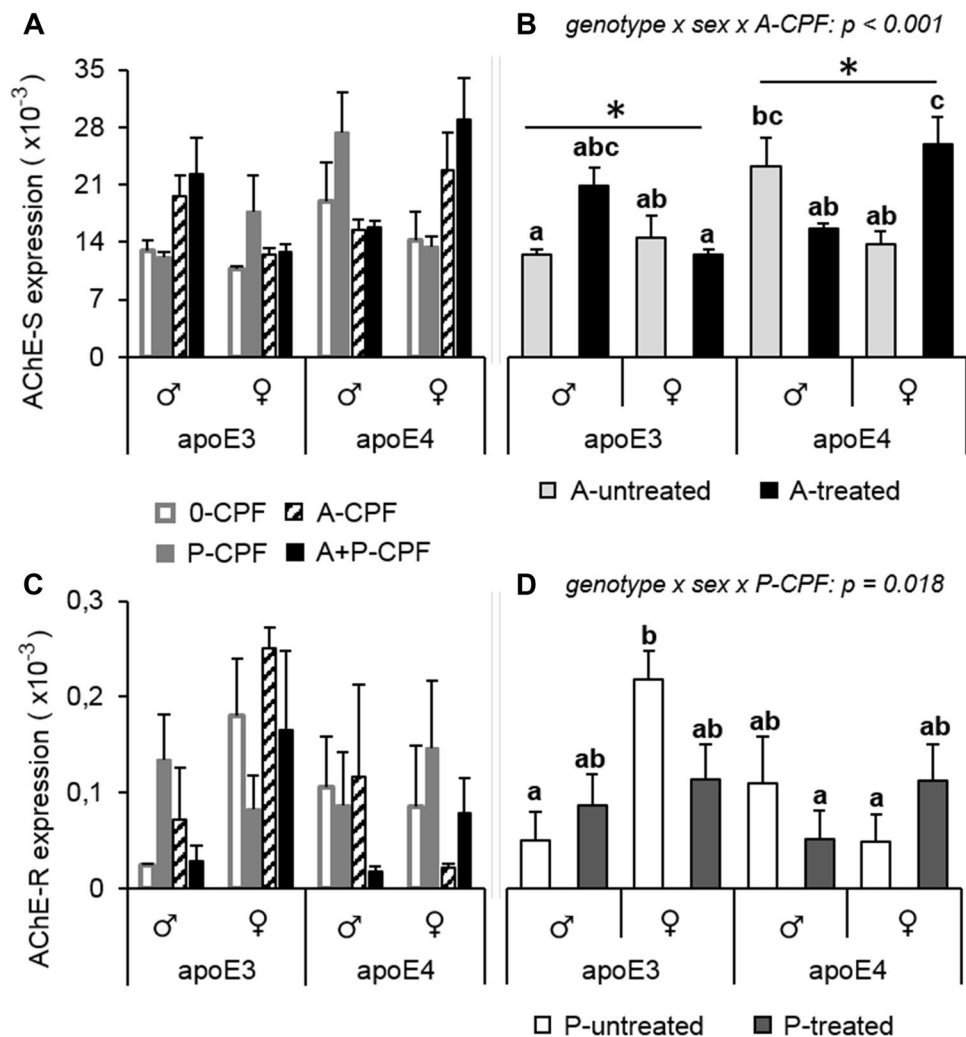 A
B genotype x sex x A-CPF: p < 0.001
AChE-S expression ( x10⁻³)
35
28
21
14
7
0
♂ ♀ ♂ ♀
apoE3 apoE4
* *
a abc ab a bc ab ab c
♂ ♀ ♂ ♀
apoE3 apoE4
A-untreated A-treated
0-CPF A-CPF
P-CPF A+P-CPF
C
D genotype x sex x P-CPF: p = 0.018
AChE-R expression ( x10⁻³)
0,3
0,2
0,1
0
♂ ♀ ♂ ♀
apoE3 apoE4
a ab b ab ab a a ab
♂ ♀ ♂ ♀
apoE3 apoE4
P-untreated P-treated